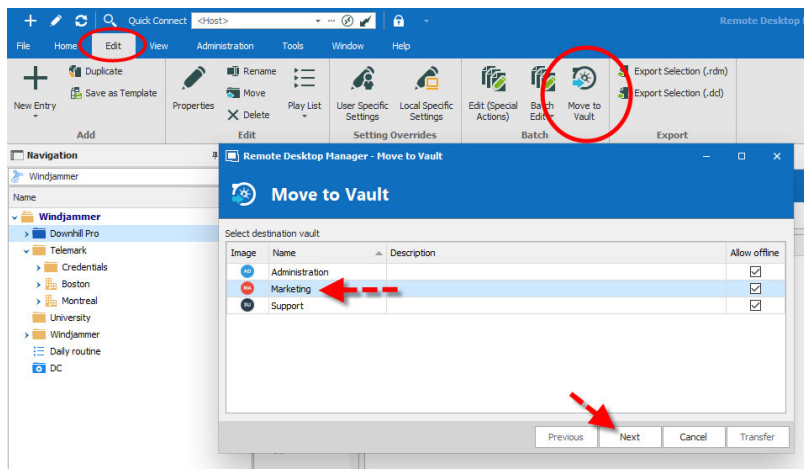 Quick Connect <Host>
Remote Desktop
File Home Edit View Administration Tools Window Help
New Entry
Duplicate
Save as Template
Add
Properties
Rename
Move
Delete
Play List
Edit
User Specific Settings
Local Specific Settings
Setting Overrides
Edit (Special Actions)
Batch Edit
Move to Vault
Batch
Export Selection (.rdm)
Export Selection (.dcl)
Export
Navigation
Windjammer
Name
Windjammer
Downhill Pro
Telemark
Credentials
Boston
Montreal
University
Windjammer
Daily routine
DC
Remote Desktop Manager - Move to Vault
Move to Vault
Select destination vault
Image Name Description Allow offline
AD Administration
MA Marketing
SU Support
Previous Next Cancel Transfer